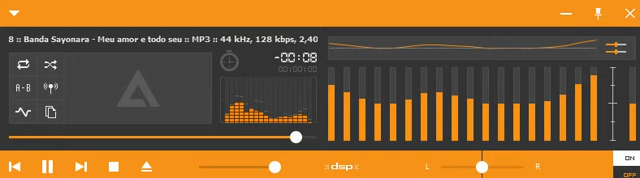 8 :: Banda Sayonara - Meu amor e todo seu :: MP3 :: 44 kHz, 128 kbps, 2,40
-00:08
00:00:00
A-B
dsp
L
R
ON
OFF